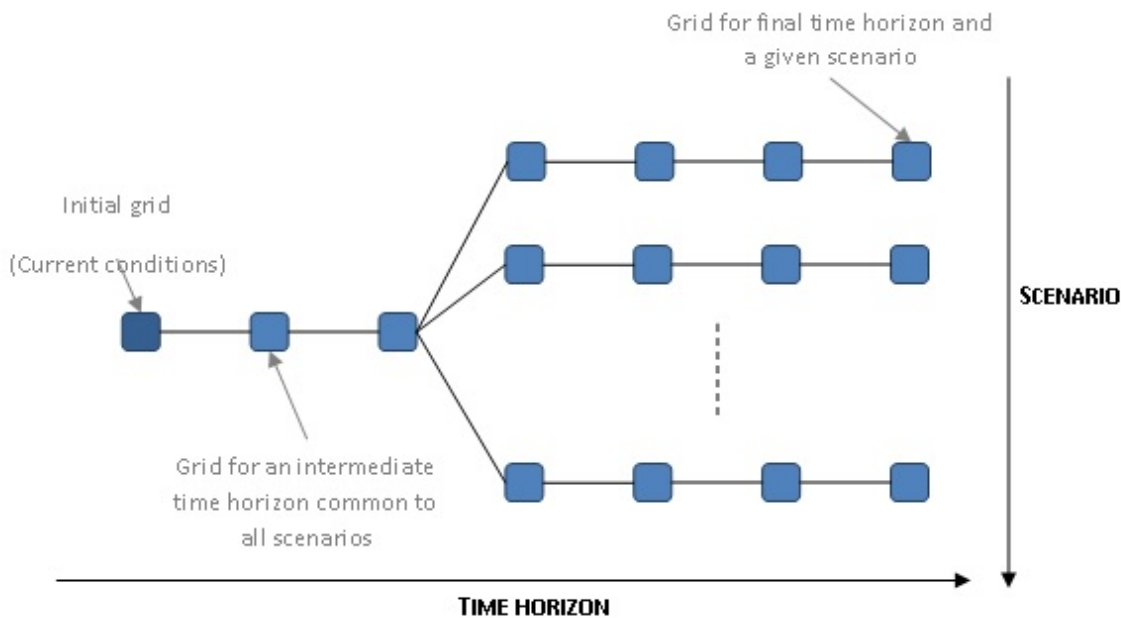 Grid for final time horizon and
a given scenario
Initial grid
(Current conditions)
SCENARIO
Grid for an intermediate
time horizon common to
all scenarios
TIME HORIZON